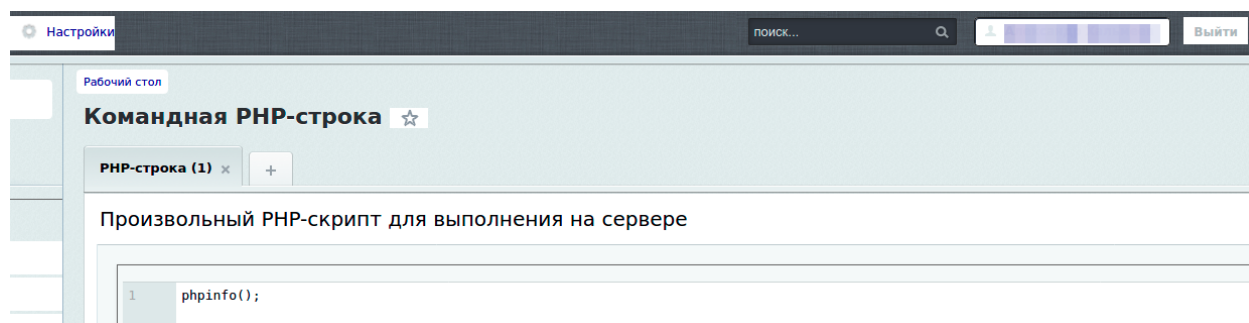 Настройки
поиск...
Выйти
Рабочий стол
Командная PHP-строка
PHP-строка (1) × +
Произвольный PHP-скрипт для выполнения на сервере
1 phpinfo();